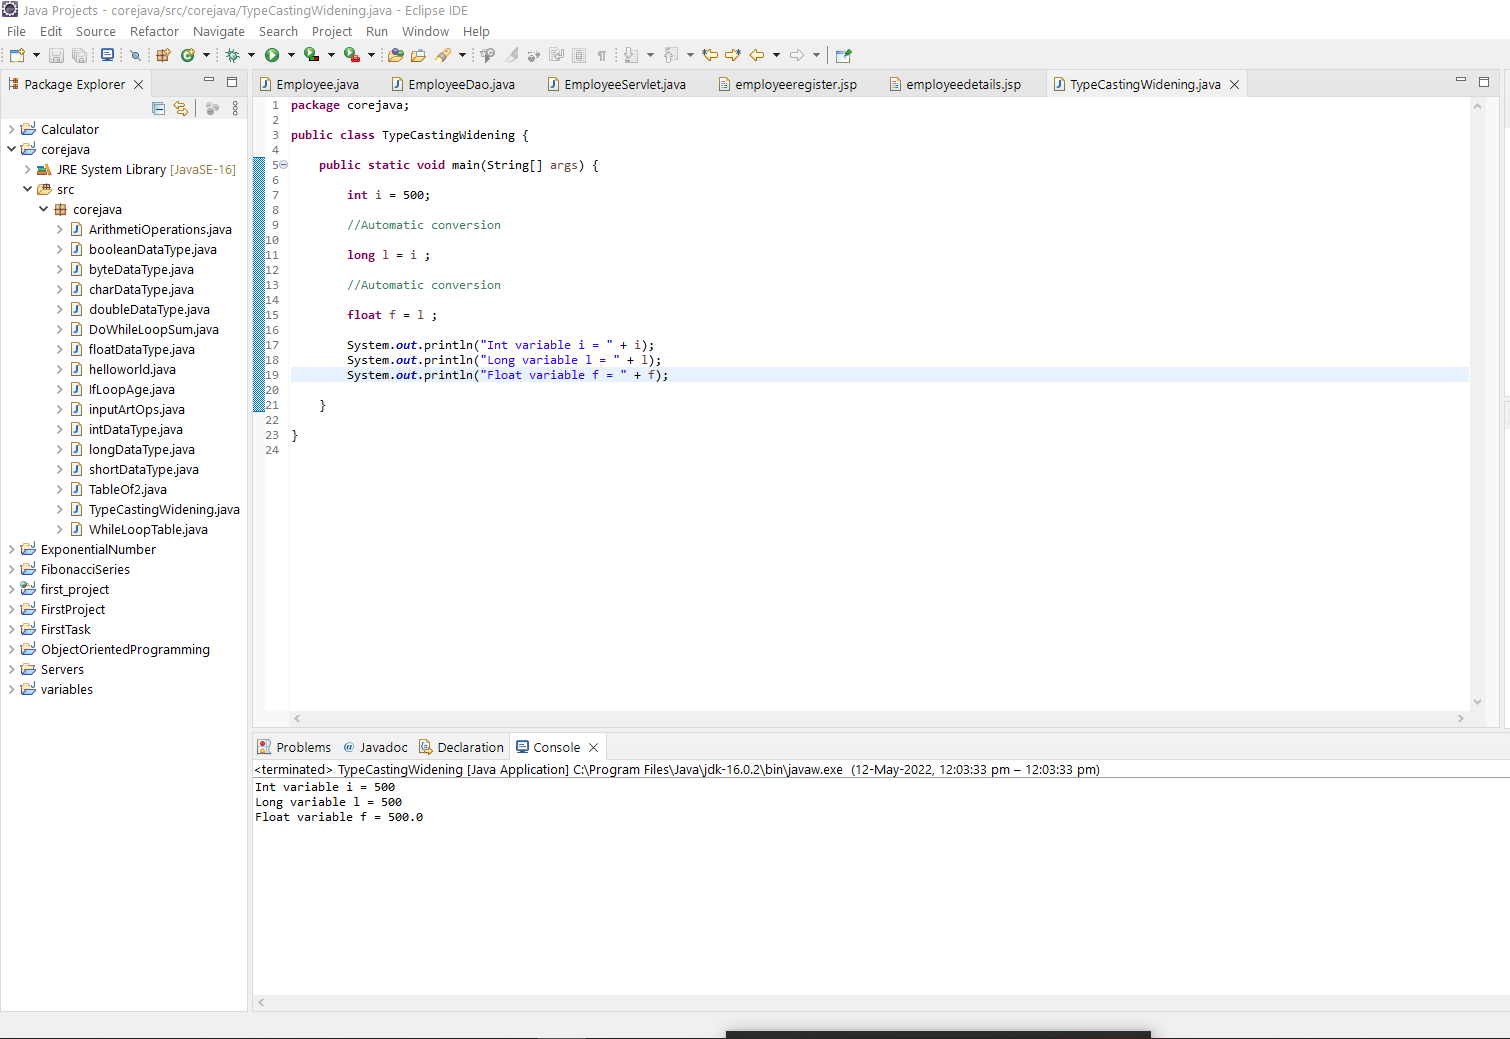 Java Projects - corejava/src/corejava/TypeCastingWidening.java - Eclipse IDE
File Edit Source Refactor Navigate Search Project Run Window Help
Package Explorer
Calculator
corejava
JRE System Library [JavaSE-16]
src
corejava
ArithmetiOperations.java
booleanDataType.java
byteDataType.java
charDataType.java
doubleDataType.java
DoWhileLoopSum.java
floatDataType.java
helloworld.java
IfLoopAge.java
inputArtOps.java
intDataType.java
longDataType.java
shortDataType.java
TableOf2.java
TypeCastingWidening.java
WhileLoopTable.java
ExponentialNumber
FibonacciSeries
first_project
FirstProject
FirstTask
ObjectOrientedProgramming
Servers
variables
Employee.java EmployeeDao.java EmployeeServlet.java employeeregister.jsp employeedetails.jsp TypeCastingWidening.java
1 package corejava;
2
3 public class TypeCastingWidening {
4
5 public static void main(String[] args) {
6
7 int i = 500;
8
9 //Automatic conversion
10
11 long l = i ;
12
13 //Automatic conversion
14
15 float f = l ;
16
17 System.out.println("Int variable i = " + i);
18 System.out.println("Long variable l = " + l);
19 System.out.println("Float variable f = " + f);
20
21 }
22
23 }
24
Problems @ Javadoc Declaration Console
<terminated> TypeCastingWidening [Java Application] C:\Program Files\Java\jdk-16.0.2\bin\javaw.exe (12-May-2022, 12:03:33 pm – 12:03:33 pm)
Int variable i = 500
Long variable l = 500
Float variable f = 500.0